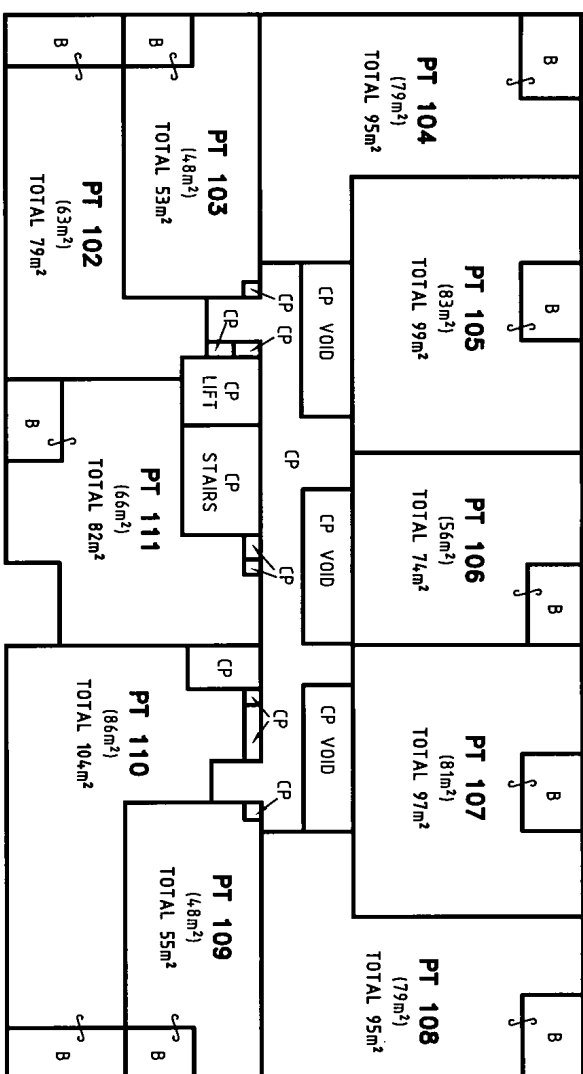 B
PT 104
(79m²)
TOTAL 95m²
PT 103
(48m²)
TOTAL 53m²
B
B
PT 102
(63m²)
TOTAL 79m²
B
PT 105
(83m²)
TOTAL 99m²
CP VOID
CP
CP
CP
CP
LIFT
CP
STAIRS
CP
B
PT 111
(66m²)
TOTAL 82m²
PT 106
(56m²)
TOTAL 74m²
B
CP VOID
CP
CP
PT 107
(81m²)
TOTAL 97m²
B
CP VOID
CP
CP
PT 110
(86m²)
TOTAL 104m²
PT 109
(48m²)
TOTAL 55m²
B
B
PT 108
(79m²)
TOTAL 95m²
B